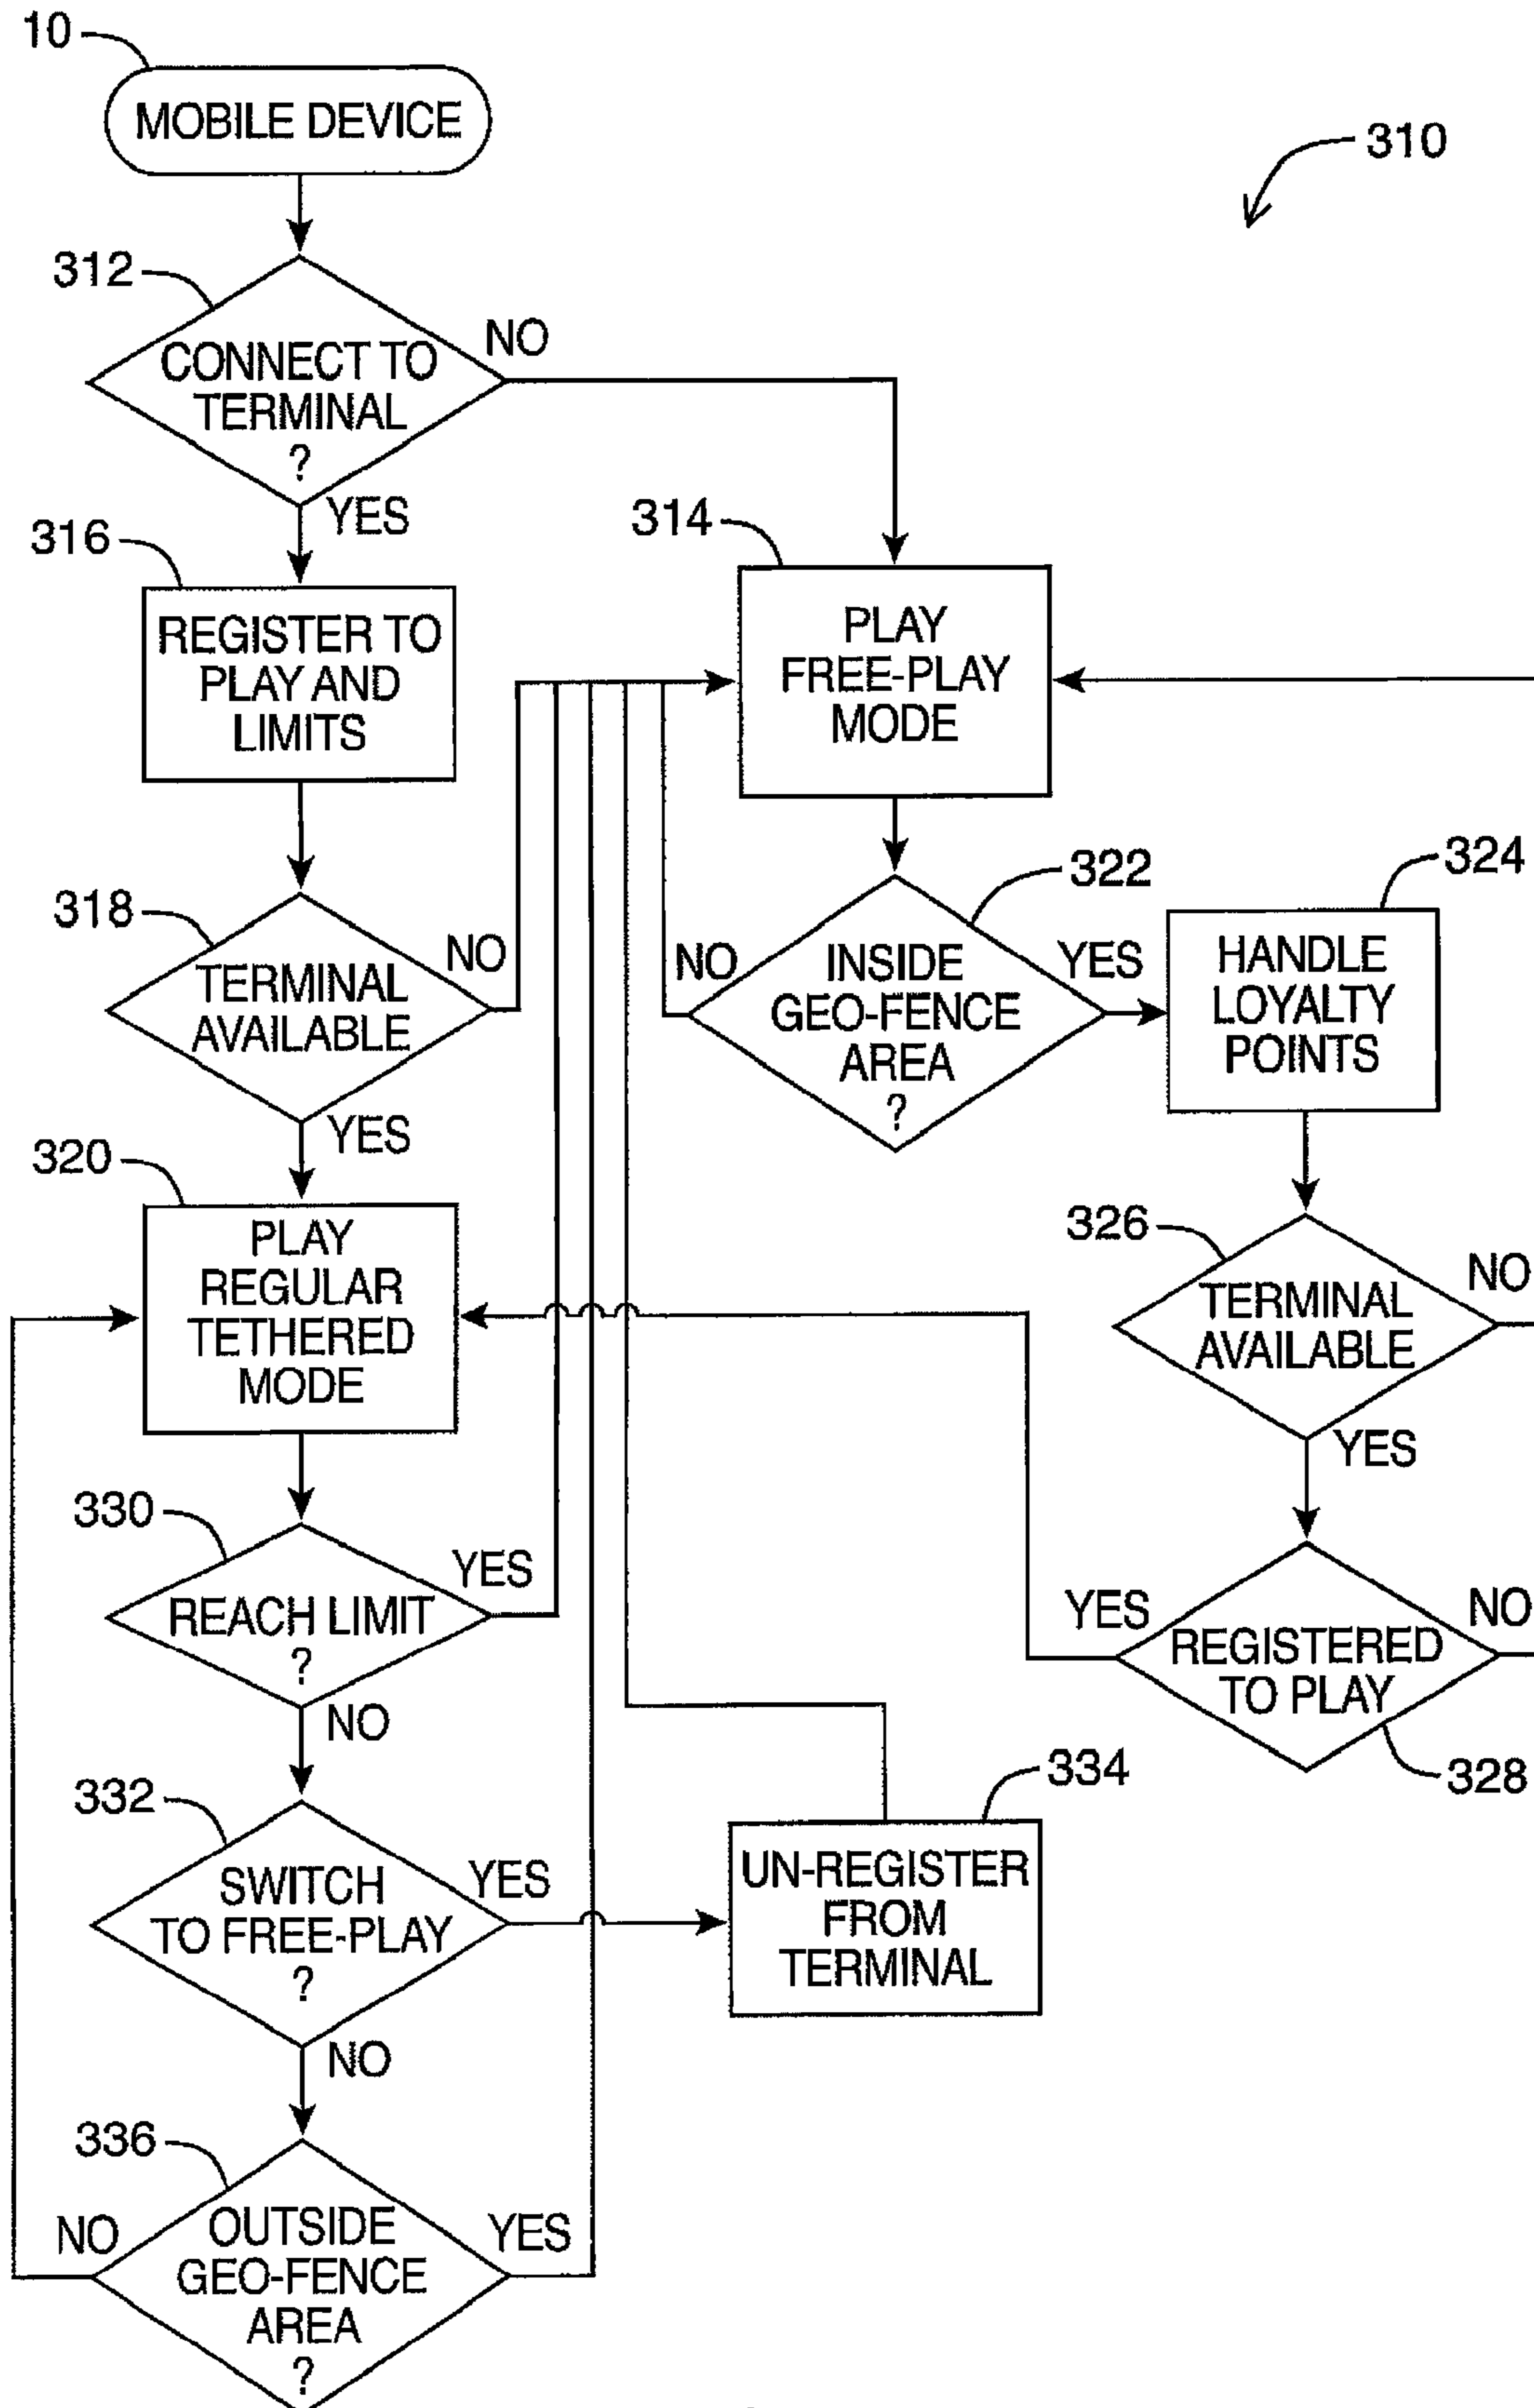 10
MOBILE DEVICE
310
312
CONNECT TO
TERMINAL
?
NO
YES
316
REGISTER TO
PLAY AND
LIMITS
314
PLAY
FREE-PLAY
MODE
318
TERMINAL
AVAILABLE
NO
YES
322
INSIDE
GEO-FENCE
AREA
?
NO
YES
324
HANDLE
LOYALTY
POINTS
320
PLAY
REGULAR
TETHERED
MODE
326
TERMINAL
AVAILABLE
NO
YES
330
REACH LIMIT
?
YES
NO
328
REGISTERED
TO PLAY
YES
NO
332
SWITCH
TO FREE-PLAY
?
YES
NO
334
UN-REGISTER
FROM
TERMINAL
336
OUTSIDE
GEO-FENCE
AREA
?
NO
YES